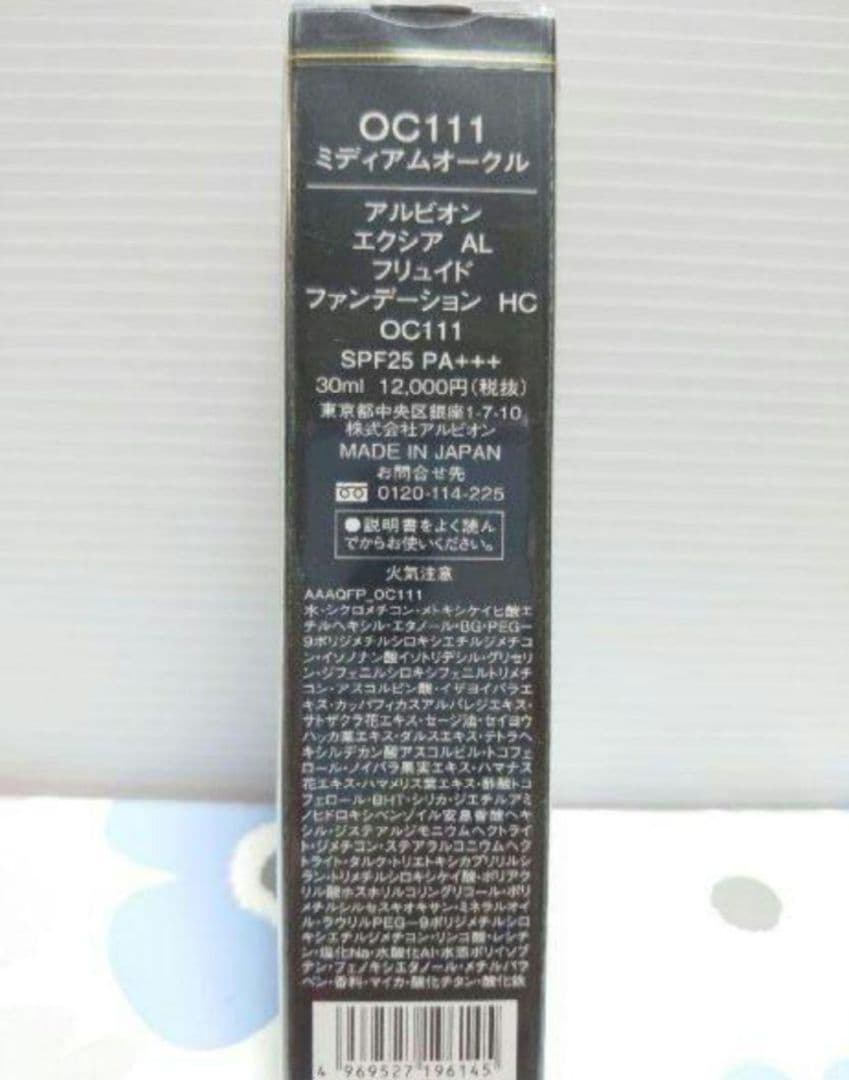 OC111
ミディアムオークル
アルビオン
エクシア AL
フリュイド
ファンデーション HC
OC111
SPF25 PA+++
30ml 12,000円(税抜)
東京都中央区銀座1-7-10
株式会社アルビオン
MADE IN JAPAN
お問合せ先
0120-114-225
●説明書をよく読ん
でからお使いください。
火気注意
AAAQFP_OC111
水・シクロメチコン・メトキシケイヒ酸エ
チルヘキシル・エタノール・BG・PEG-
9ポリジメチルシロキシエチルジメチコ
ン・イソノナン酸イソトリデシル・グリセリ
ン・ジフェニルシロキシフェニルトリメチ
コン・アスコルビン酸・イザヨイバラエ
キス・カッパフィカスアルバレジエキス・
サトザクラ花エキス・セージ油・セイヨウ
ハッカ葉エキス・ダルスエキス・テトラヘ
キシルデカン酸アスコルビル・トコフェ
ロール・ノイバラ果実エキス・ハマナス
花エキス・ハマメリス葉エキス・酢酸トコ
フェロール・BHT・シリカ・ジエチルアミ
ノヒドロキシベンゾイル安息香酸ヘキ
シル・ジステアルジモニウムヘクトライ
ト・ジメチコン・ステアラルコニウムヘク
トライト・タルク・トリエトキシカプリリルシ
ラン・トリメチルシロキシケイ酸・ポリアク
リル酸ホスホリルコリングリコール・ポリ
メチルシルセスキオキサン・ミネラルオイ
ル・ラウリルPEG-9ポリジメチルシロ
キシエチルジメチコン・リンゴ酸・レシチ
ン・塩化Na・水酸化Al・水添ポリイソブ
テン・フェノキシエタノール・メチルパラ
ベン・香料・マイカ・酸化チタン・酸化鉄
4 969527 196145